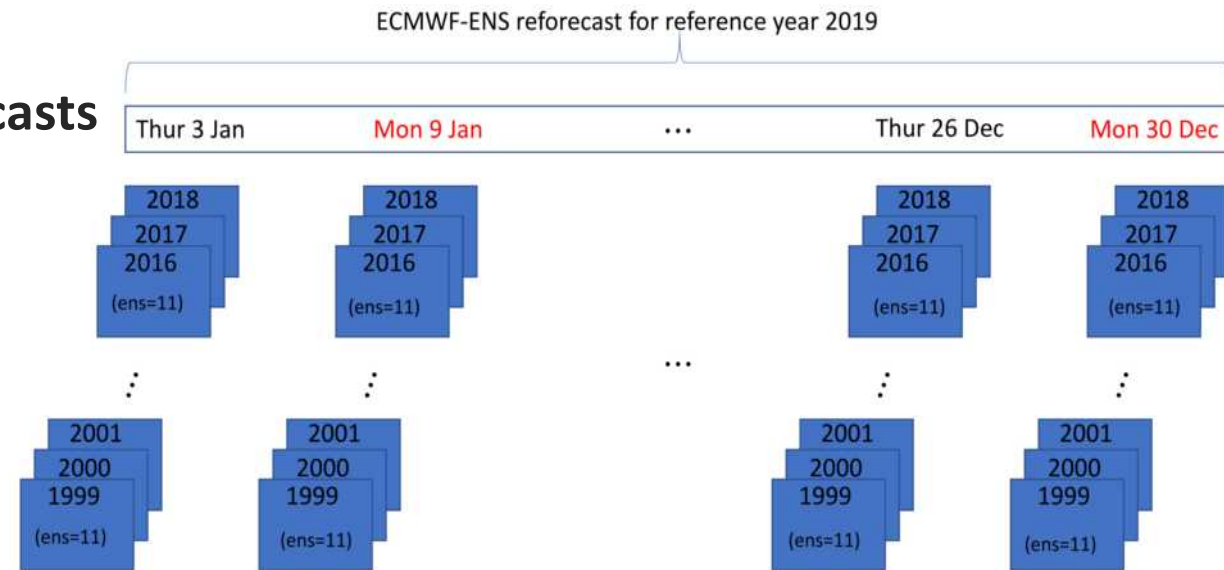 ECMWF-ENS reforecast for reference year 2019
casts
Thur 3 Jan Mon 9 Jan ... Thur 26 Dec Mon 30 Dec
2018 2018 2018 2018
2017 2017 2017 2017
2016 2016 2016 2016
(ens=11) (ens=11) (ens=11) (ens=11)
...
2001 2001 2001 2001
2000 2000 2000 2000
1999 1999 1999 1999
(ens=11) (ens=11) (ens=11) (ens=11)